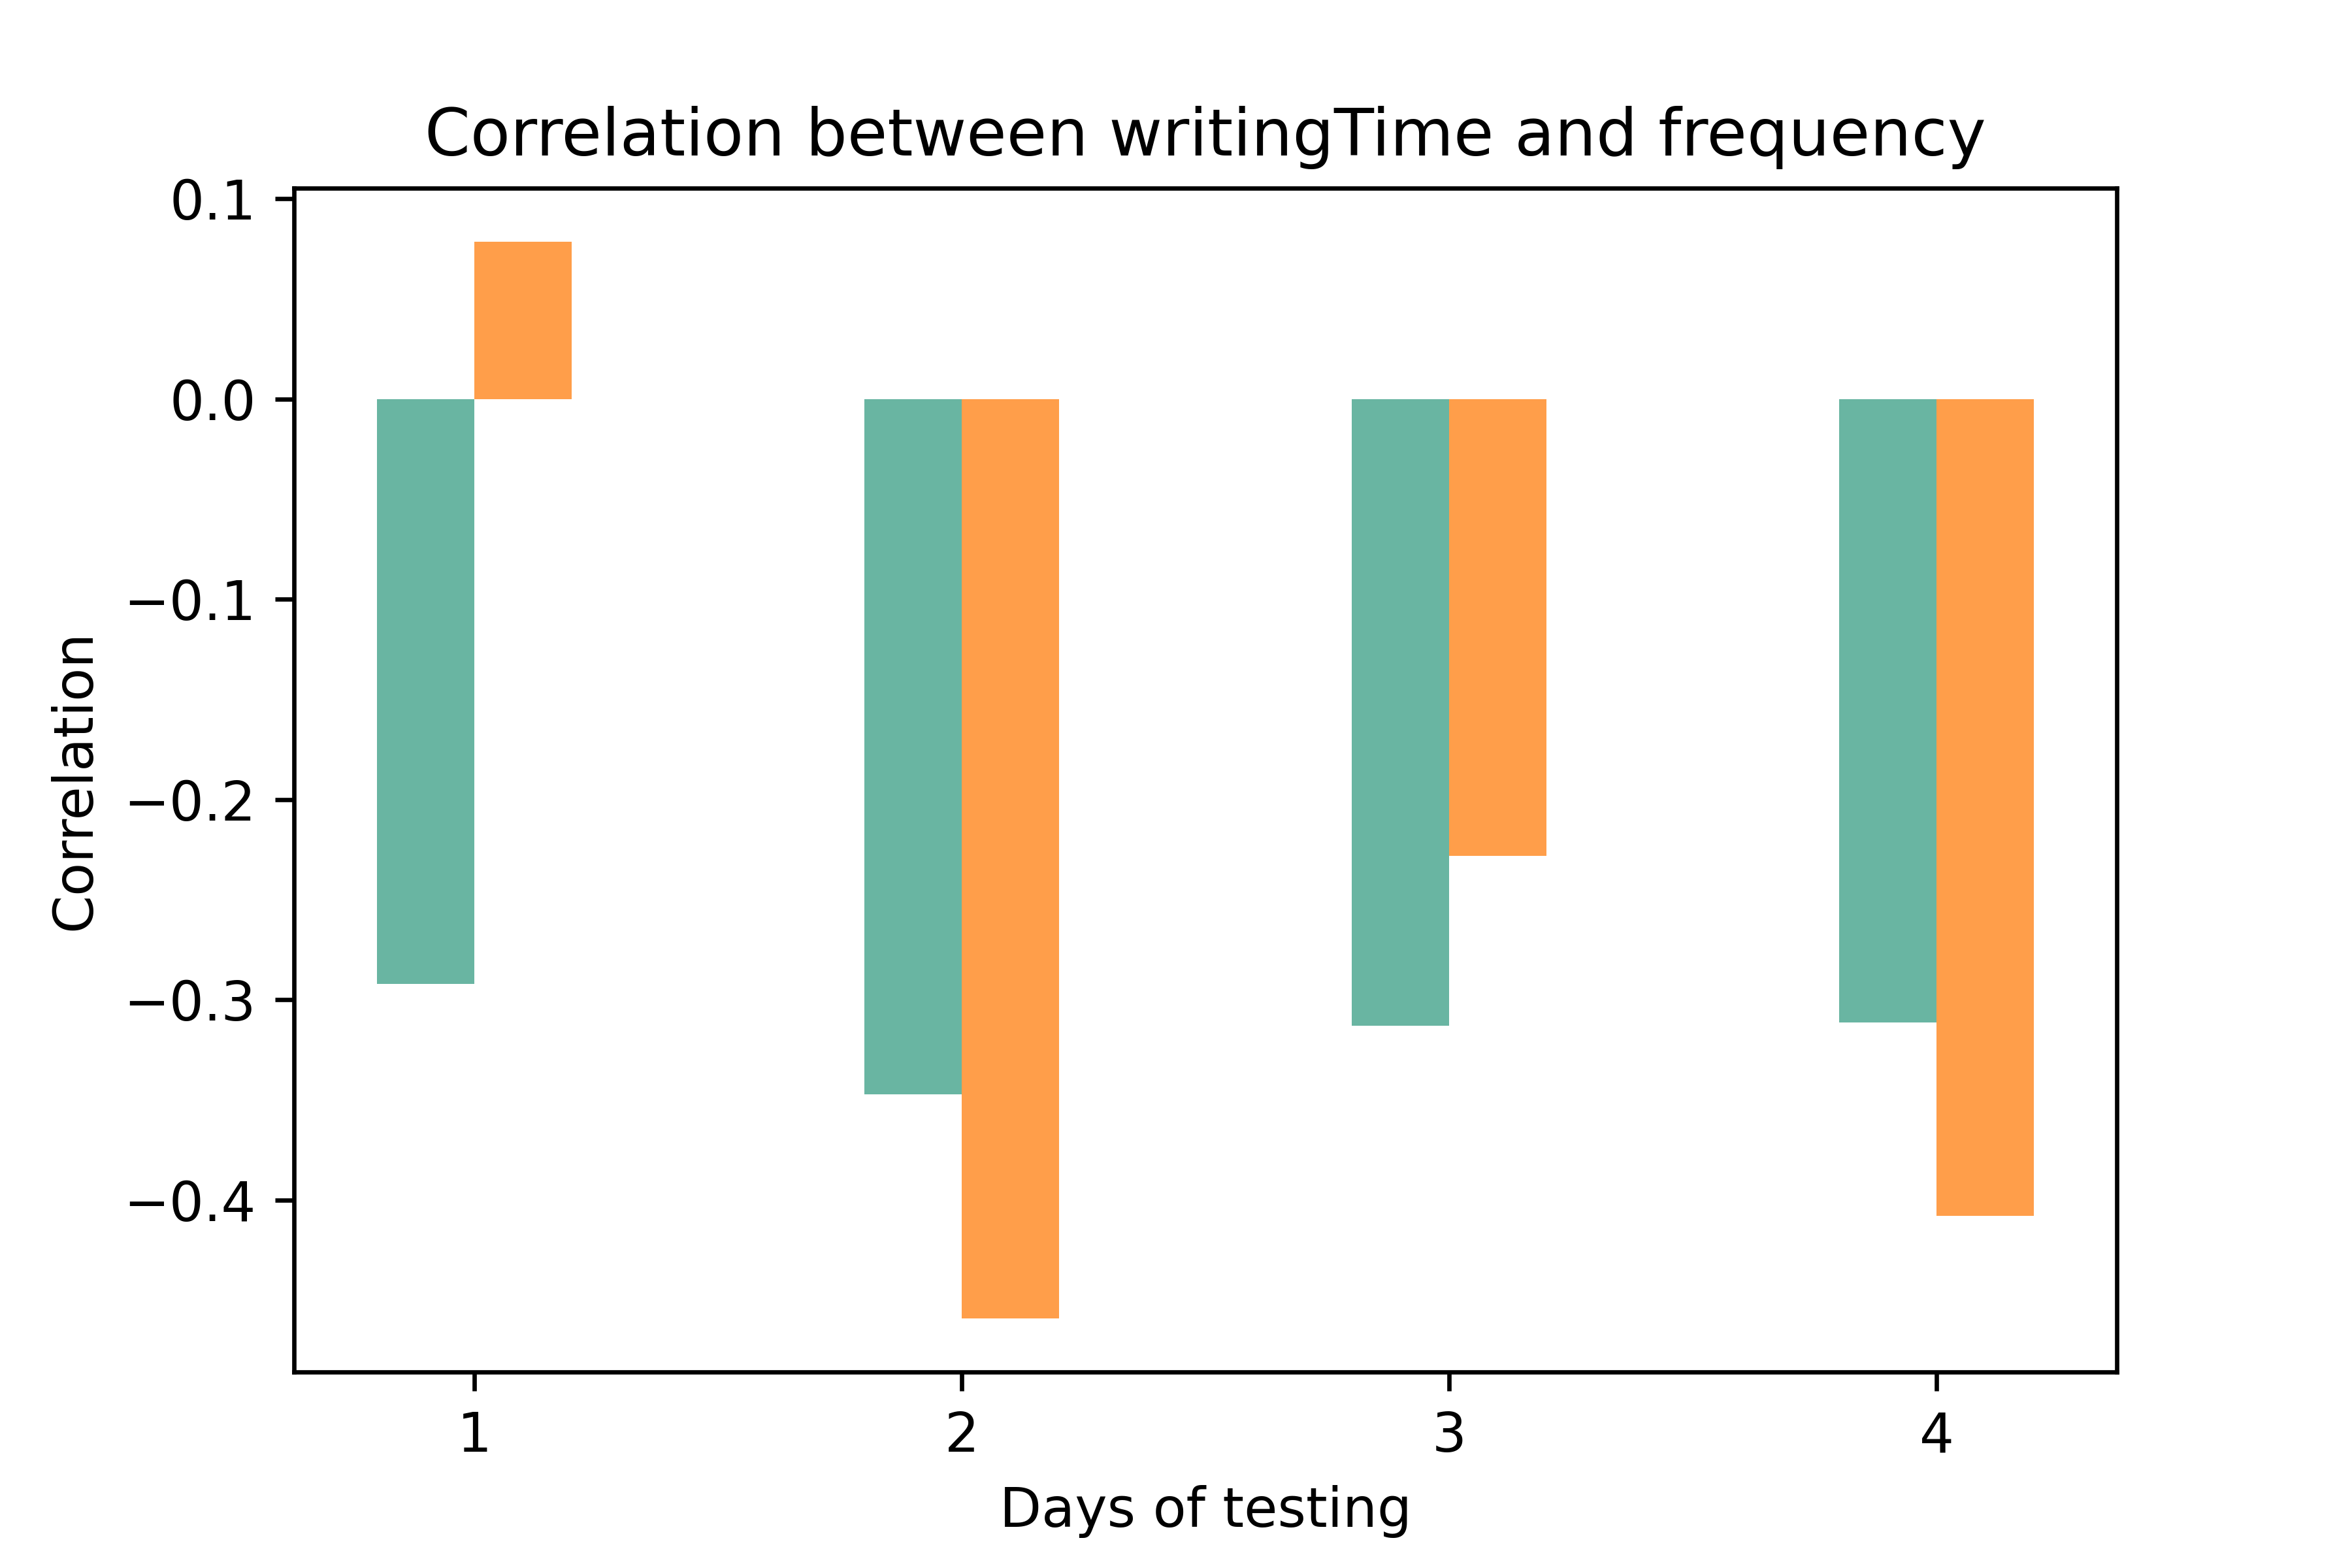 Correlation between writingTime and frequency
0.1
0.0
−0.1
−0.2
−0.3
−0.4
Correlation
1 2 3 4
Days of testing